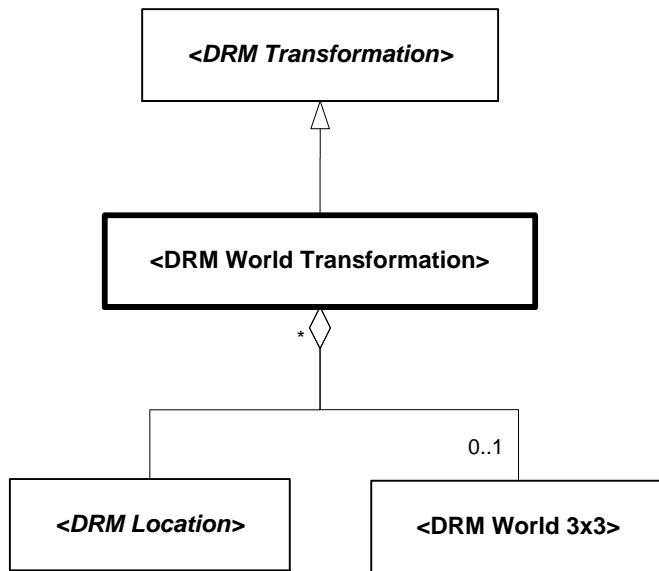 <DRM Transformation>
<DRM World Transformation>
*
0..1
<DRM Location>
<DRM World 3x3>